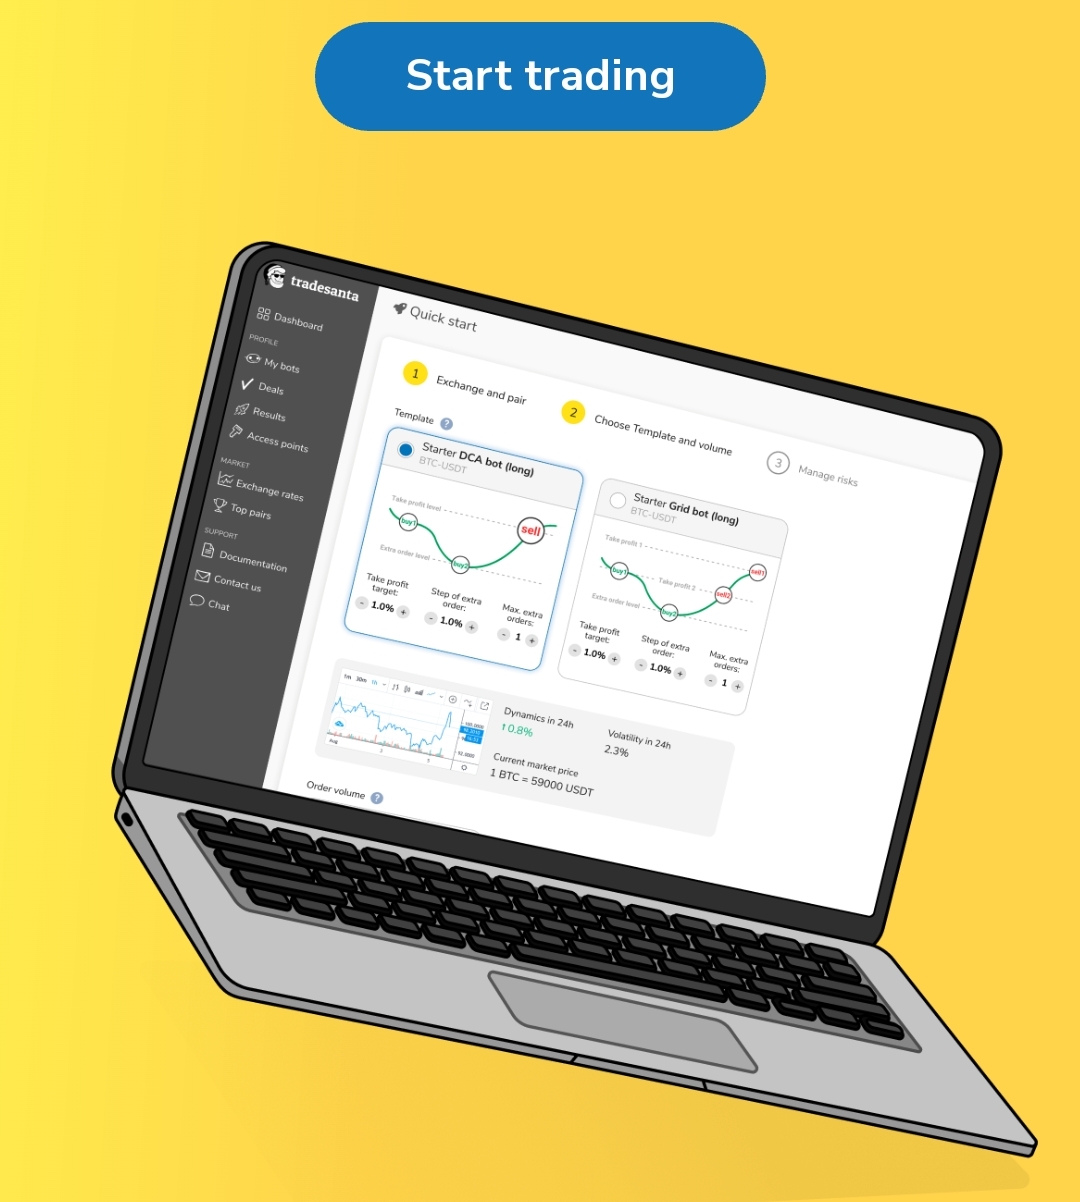 Start trading
tradesanta
Dashboard
PROFILE
My bots
Deals
Results
Access points
MARKET
Exchange rates
Top pairs
SUPPORT
Documentation
Contact us
Chat
Quick start
1 Exchange and pair
2 Choose Template and volume
3 Manage risks
Template ?
Starter DCA bot (long)
BTC-USDT
Take profit level
buy1
sell
Extra order level
buy2
Take profit
target:
- 1.0% +
Step of extra
order:
- 1.0% +
Max. extra
orders:
- 1 +
Starter Grid bot (long)
BTC-USDT
Take profit 1
sell1
buy1
Take profit 2
sell2
Extra order level
buy2
Take profit
target:
- 1.0% +
Step of extra
order:
- 1.0% +
Max. extra
orders:
- 1 +
1m 30m 1h
Aug
Dynamics in 24h
↑0.8%
Volatility in 24h
2.3%
Current market price
1 BTC = 59000 USDT
Order volume ?